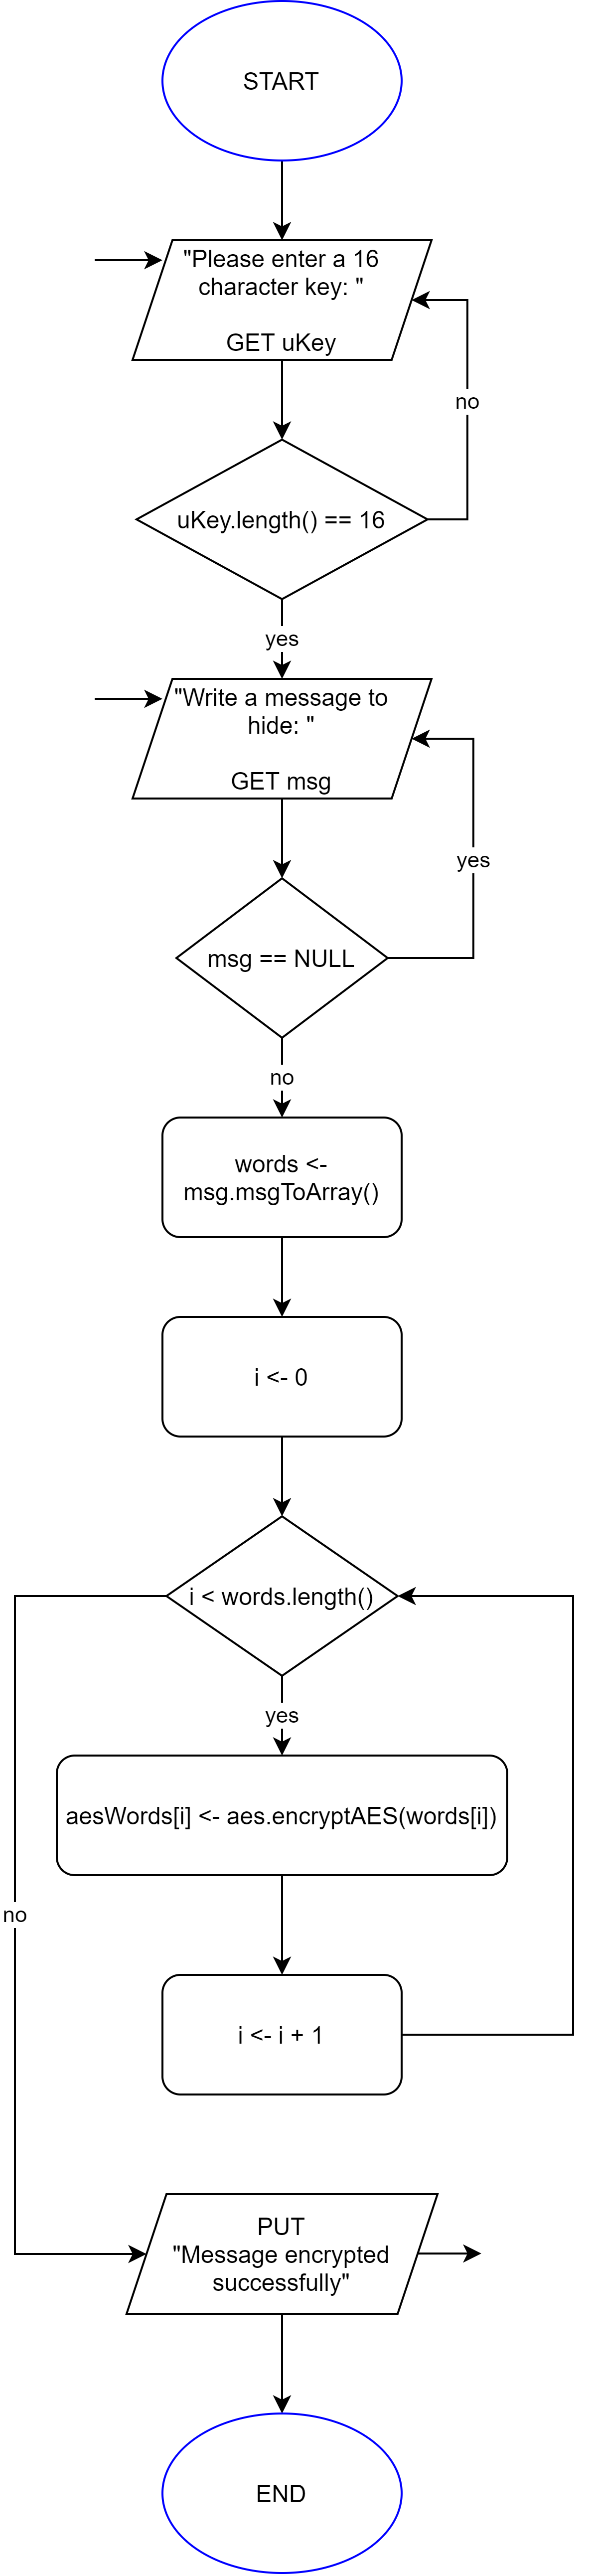 START
"Please enter a 16
character key: "
GET uKey
no
uKey.length() == 16
yes
"Write a message to
hide: "
GET msg
yes
msg == NULL
no
words <-
msg.msgToArray()
i <- 0
i < words.length()
yes
aesWords[i] <- aes.encryptAES(words[i])
no
i <- i + 1
PUT
"Message encrypted
successfully"
END